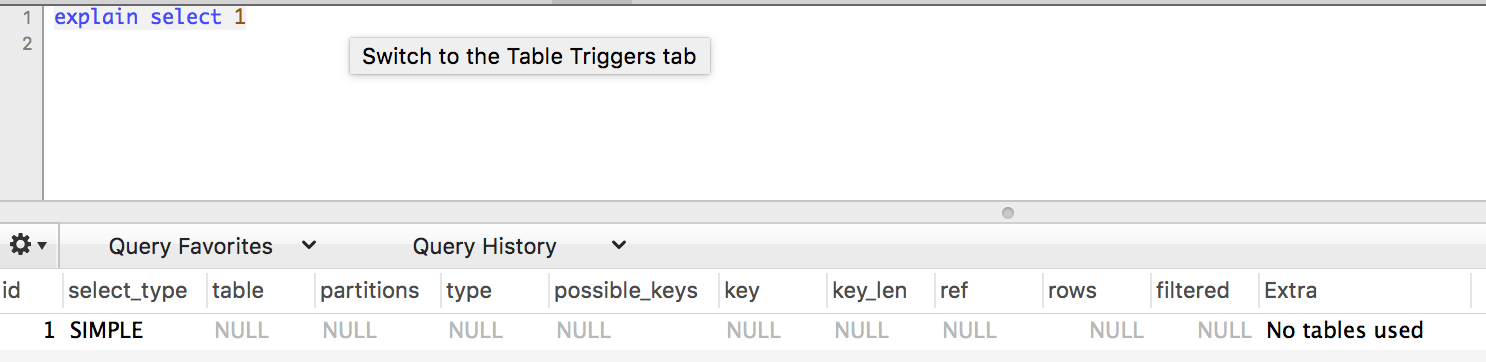 1 explain select 1
2
Switch to the Table Triggers tab
Query Favorites Query History
id select_type table partitions type possible_keys key key_len ref rows filtered Extra
1 SIMPLE NULL NULL NULL NULL NULL NULL NULL NULL NULL No tables used